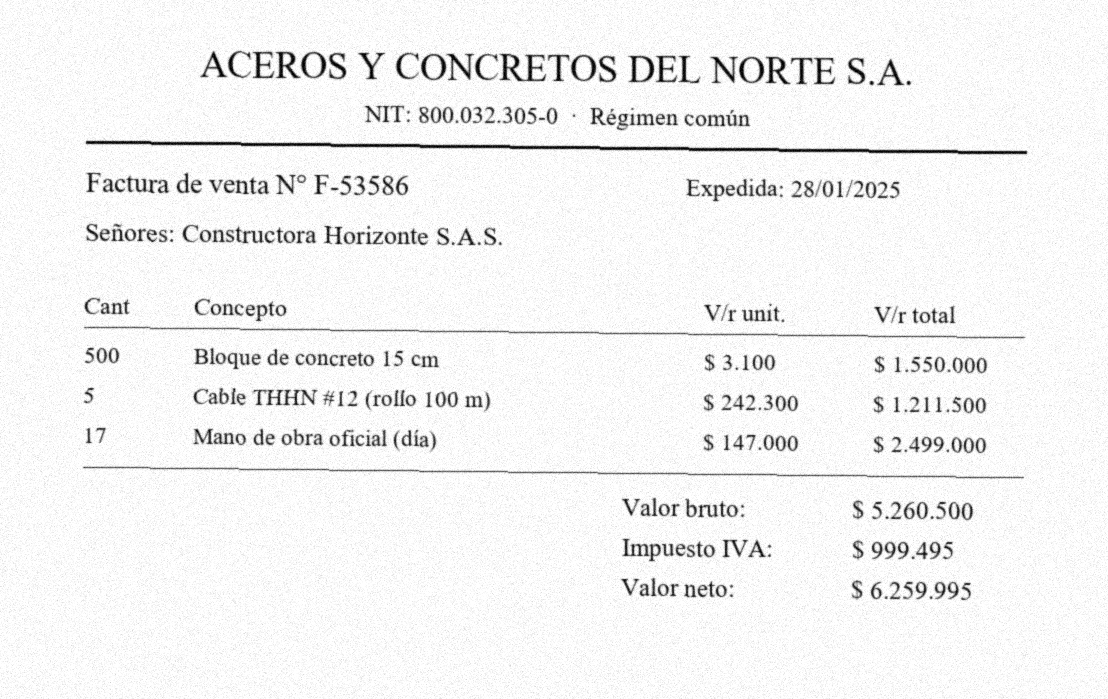 ACEROS Y CONCRETOS DEL NORTE S.A.
NIT: 800.032.305-0 · Régimen común
Factura de venta N° F-53586 Expedida: 28/01/2025
Señores: Constructora Horizonte S.A.S.
Cant Concepto V/r unit. V/r total
500 Bloque de concreto 15 cm $ 3.100 $ 1.550.000
5 Cable THHN #12 (rollo 100 m) $ 242.300 $ 1.211.500
17 Mano de obra oficial (día) $ 147.000 $ 2.499.000
Valor bruto: $ 5.260.500
Impuesto IVA: $ 999.495
Valor neto: $ 6.259.995